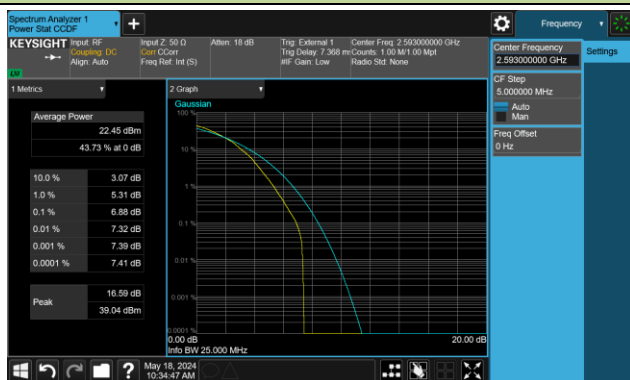 Spectrum Analyzer 1
Power Stat CCDF
Frequency
KEYSIGHT
Input: RF
Coupling: DC
Align: Auto
Input Z: 50 Ω
Corr CCorr
Freq Ref: Int (S)
Atten: 18 dB
Trig: External 1
Trig Delay: 7.368 ms
#IF Gain: Low
Center Freq: 2.593000000 GHz
Counts: 1.00 M/1.00 Mpt
Radio Std: None
Center Frequency
2.593000000 GHz
Settings
CF Step
5.000000 MHz
Auto
Man
Freq Offset
0 Hz
1 Metrics
Average Power
22.45 dBm
43.73 % at 0 dB
10.0 % 3.07 dB
1.0 % 5.31 dB
0.1 % 6.88 dB
0.01 % 7.32 dB
0.001 % 7.39 dB
0.0001 % 7.41 dB
Peak
16.59 dB
39.04 dBm
2 Graph
Gaussian
100 %
10 %
1 %
0.1 %
0.01 %
0.001 %
0.0001 %
0.00 dB
20.00 dB
Info BW 25.000 MHz
?
May 18, 2024
10:34:47 AM